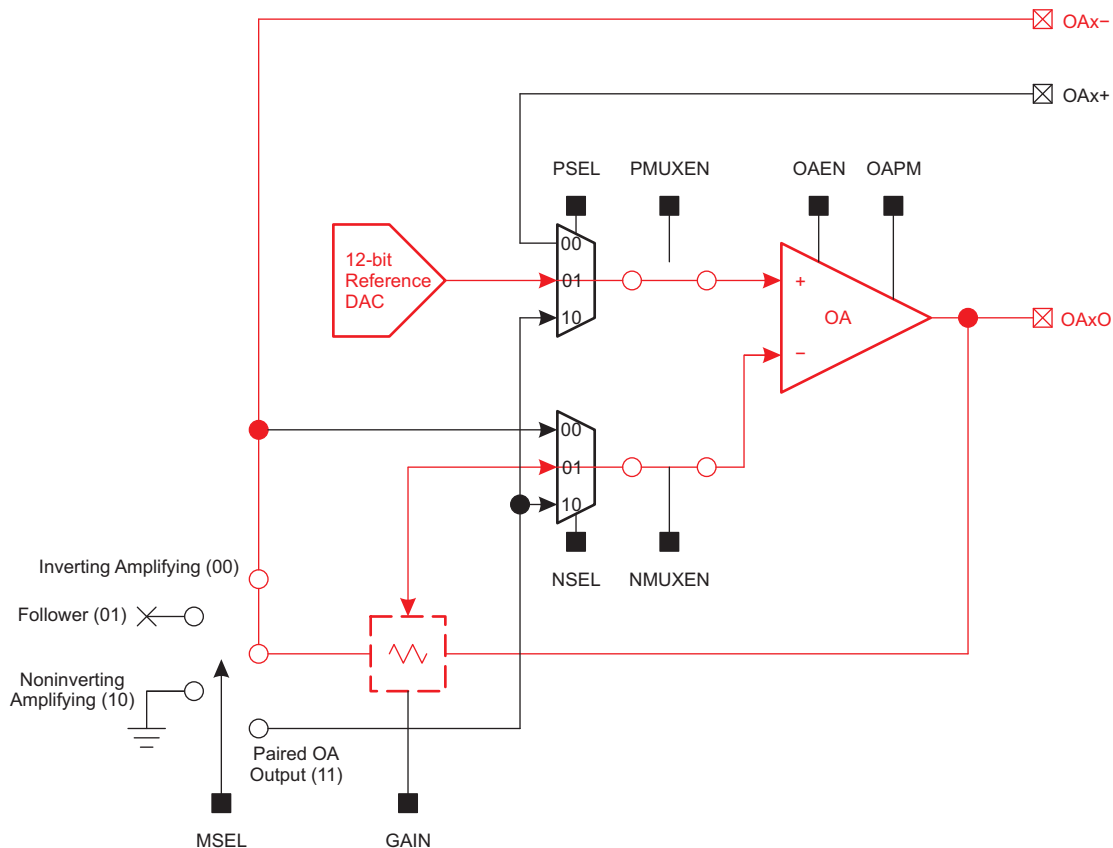 OAx−
OAx+
PSEL
PMUXEN
OAEN
OAPM
00
12-bit
Reference
DAC
01
+
10
OA
OAxO
−
00
01
10
Inverting Amplifying (00)
NSEL
NMUXEN
Follower (01)
Noninverting
Amplifying (10)
Paired OA
Output (11)
MSEL
GAIN